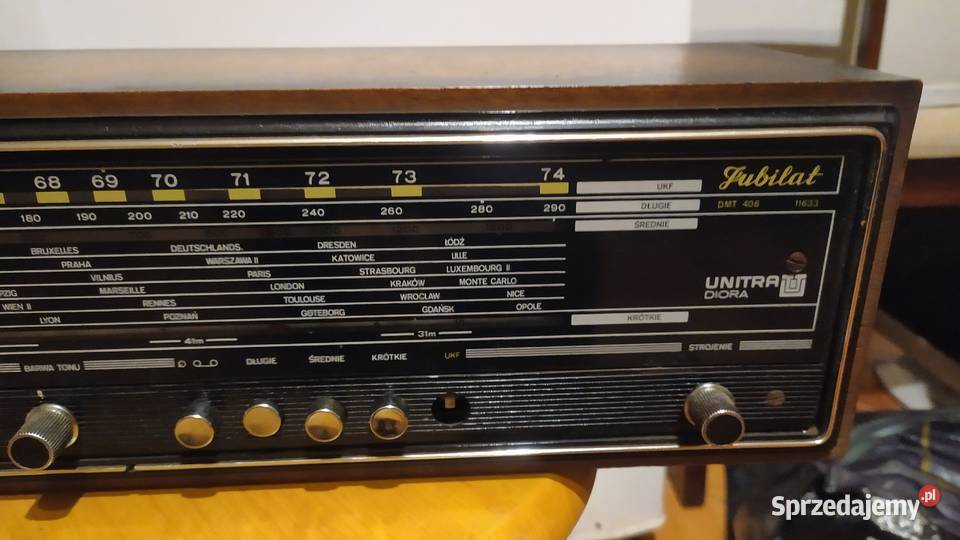 68 69 70 71 72 73 74 UKF Jubilat
180 190 200 210 220 240 260 280 290 DŁUGIE DMT 406 11633
ŚREDNIE
BRUXELLES DEUTSCHLANDS. DRESDEN ŁÓDŹ
PRAHA WARSZAWA II KATOWICE LILLE
VILNIUS PARIS STRASBOURG LUXEMBOURG II
MARSEILLE LONDON KRAKÓW MONTE CARLO
WIEN II RENNES TOULOUSE WROCŁAW NICE
LYON POZNAŃ GÖTEBORG GDAŃSK OPOLE
UNITRA
DIORA
KRÓTKIE
41m 31m
BARWA TONU DŁUGIE ŚREDNIE KRÓTKIE UKF STROJENIE
Sprzedajemy.pl